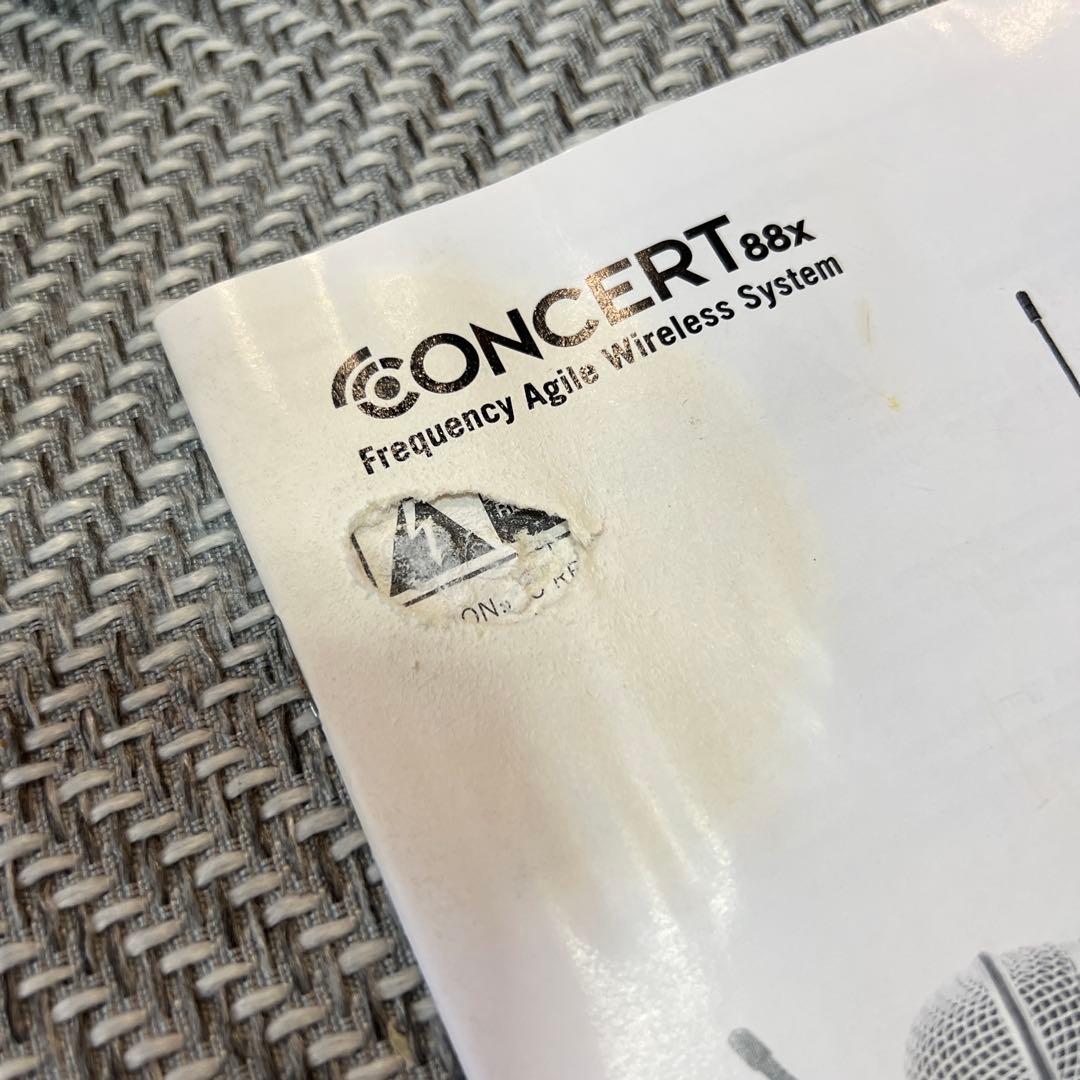 CONCERT88x
Frequency Agile Wireless System